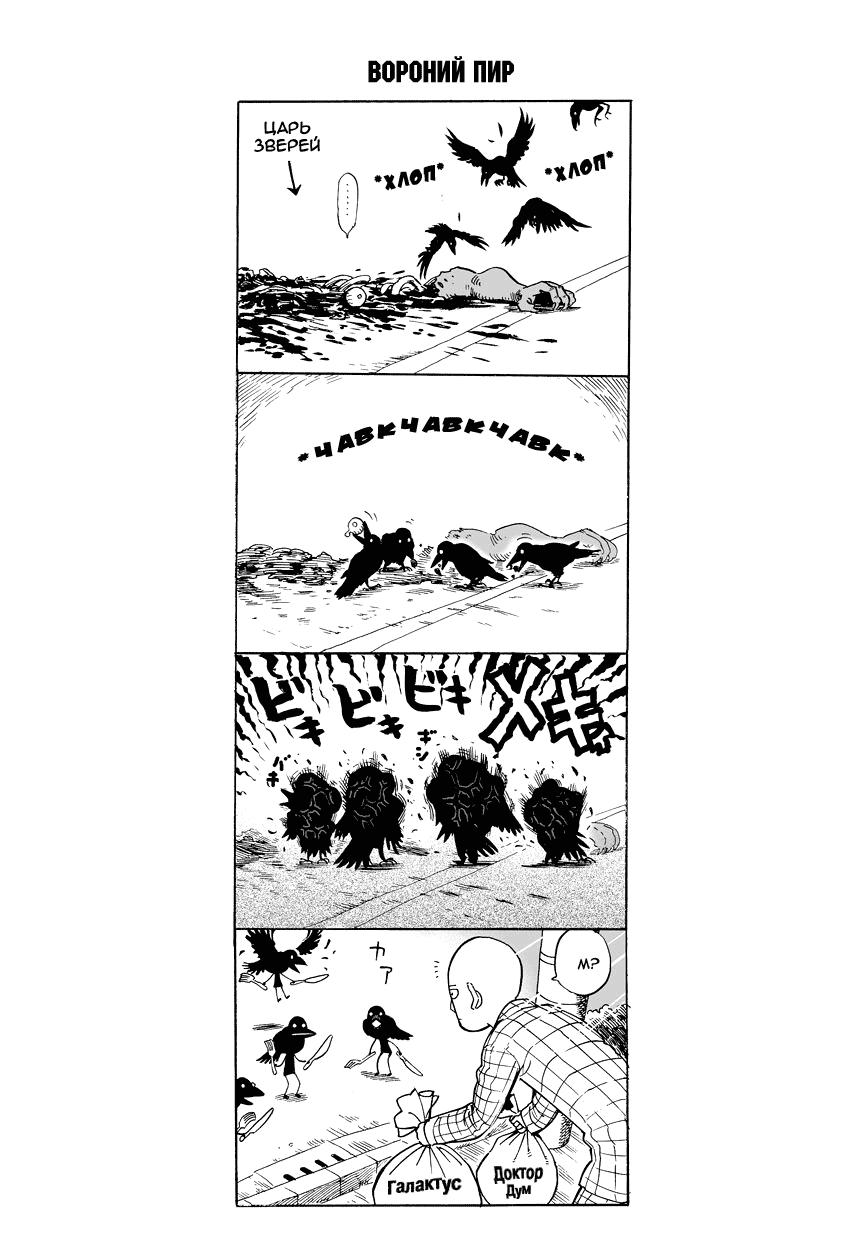 ВОРОНИЙ ПИР
ЦАРЬ
ЗВЕРЕЙ
......
*ХЛОП*
*ХЛОП*
*ЧАВКЧАВКЧАВК*
ビキ
ビキ
ビキ
メキ
バキ
ギシ
カア
М?
Галактус
Доктор
Дум